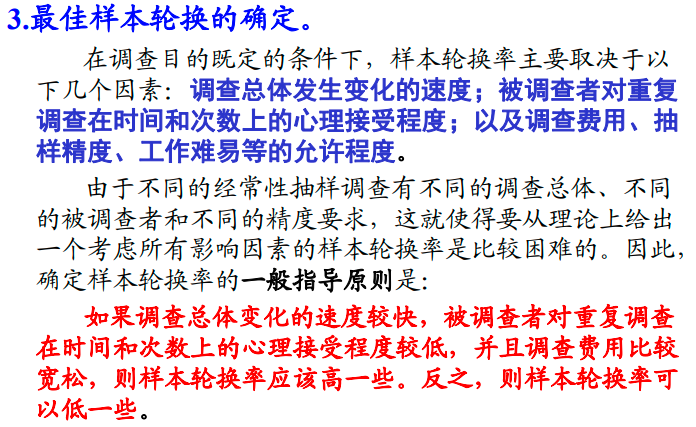 3.最佳样本轮换的确定。
在调查目的既定的条件下，样本轮换率主要取决于以
下几个因素：调查总体发生变化的速度；被调查者对重复
调查在时间和次数上的心理接受程度；以及调查费用、抽
样精度、工作难易等的允许程度。
由于不同的经常性抽样调查有不同的调查总体、不同
的被调查者和不同的精度要求，这就使得要从理论上给出
一个考虑所有影响因素的样本轮换率是比较困难的。因此，
确定样本轮换率的一般指导原则是：
如果调查总体变化的速度较快，被调查者对重复调查
在时间和次数上的心理接受程度较低，并且调查费用比较
宽松，则样本轮换率应该高一些。反之，则样本轮换率可
以低一些。